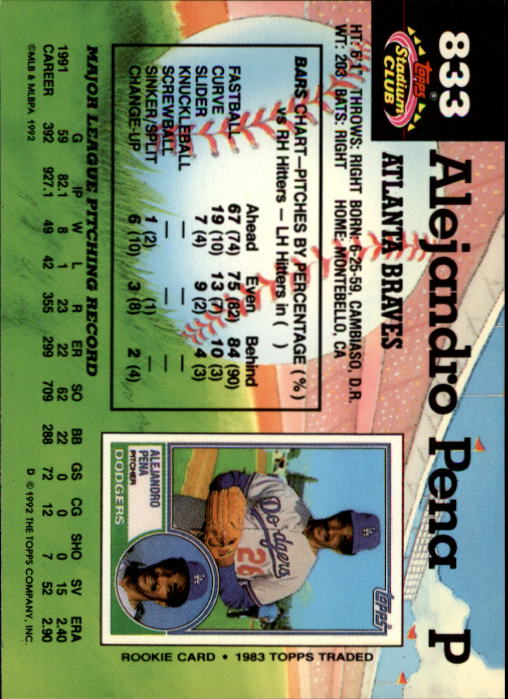 833
Alejandro Pena P
Topps®
Stadium
CLUB
ATLANTA BRAVES
HT: 6'1" THROWS: RIGHT BORN: 6-25-59, CAMBIASO, D.R.
WT: 203 BATS: RIGHT HOME: MONTEBELLO, CA
BARS CHART—PITCHES BY PERCENTAGE (%)
vs RH Hitters — LH Hitters in ( )
Ahead Even Behind
FASTBALL 67 (74) 75 (82) 84 (90)
CURVE 19 (10) 13 (7) 10 (3)
SLIDER 7 (4) 9 (2) 4 (3)
KNUCKLEBALL — — —
SCREWBALL — — —
SINKER/SPLIT 1 (2) (1) —
CHANGE-UP 6 (10) 3 (8) 2 (4)
Topps
Dodgers
26
LA
LA
ALEJANDRO
PENA
PITCHER
DODGERS
ROOKIE CARD • 1983 TOPPS TRADED
MAJOR LEAGUE PITCHING RECORD
G IP W L R ER SO BB GS CG SHO SV ERA
1991 59 82.1 8 1 23 22 62 22 0 0 0 15 2.40
CAREER 392 927.1 49 42 355 299 709 288 72 12 7 52 2.90
©MLB & MLBPA 1992 D ©1992 THE TOPPS COMPANY, INC.